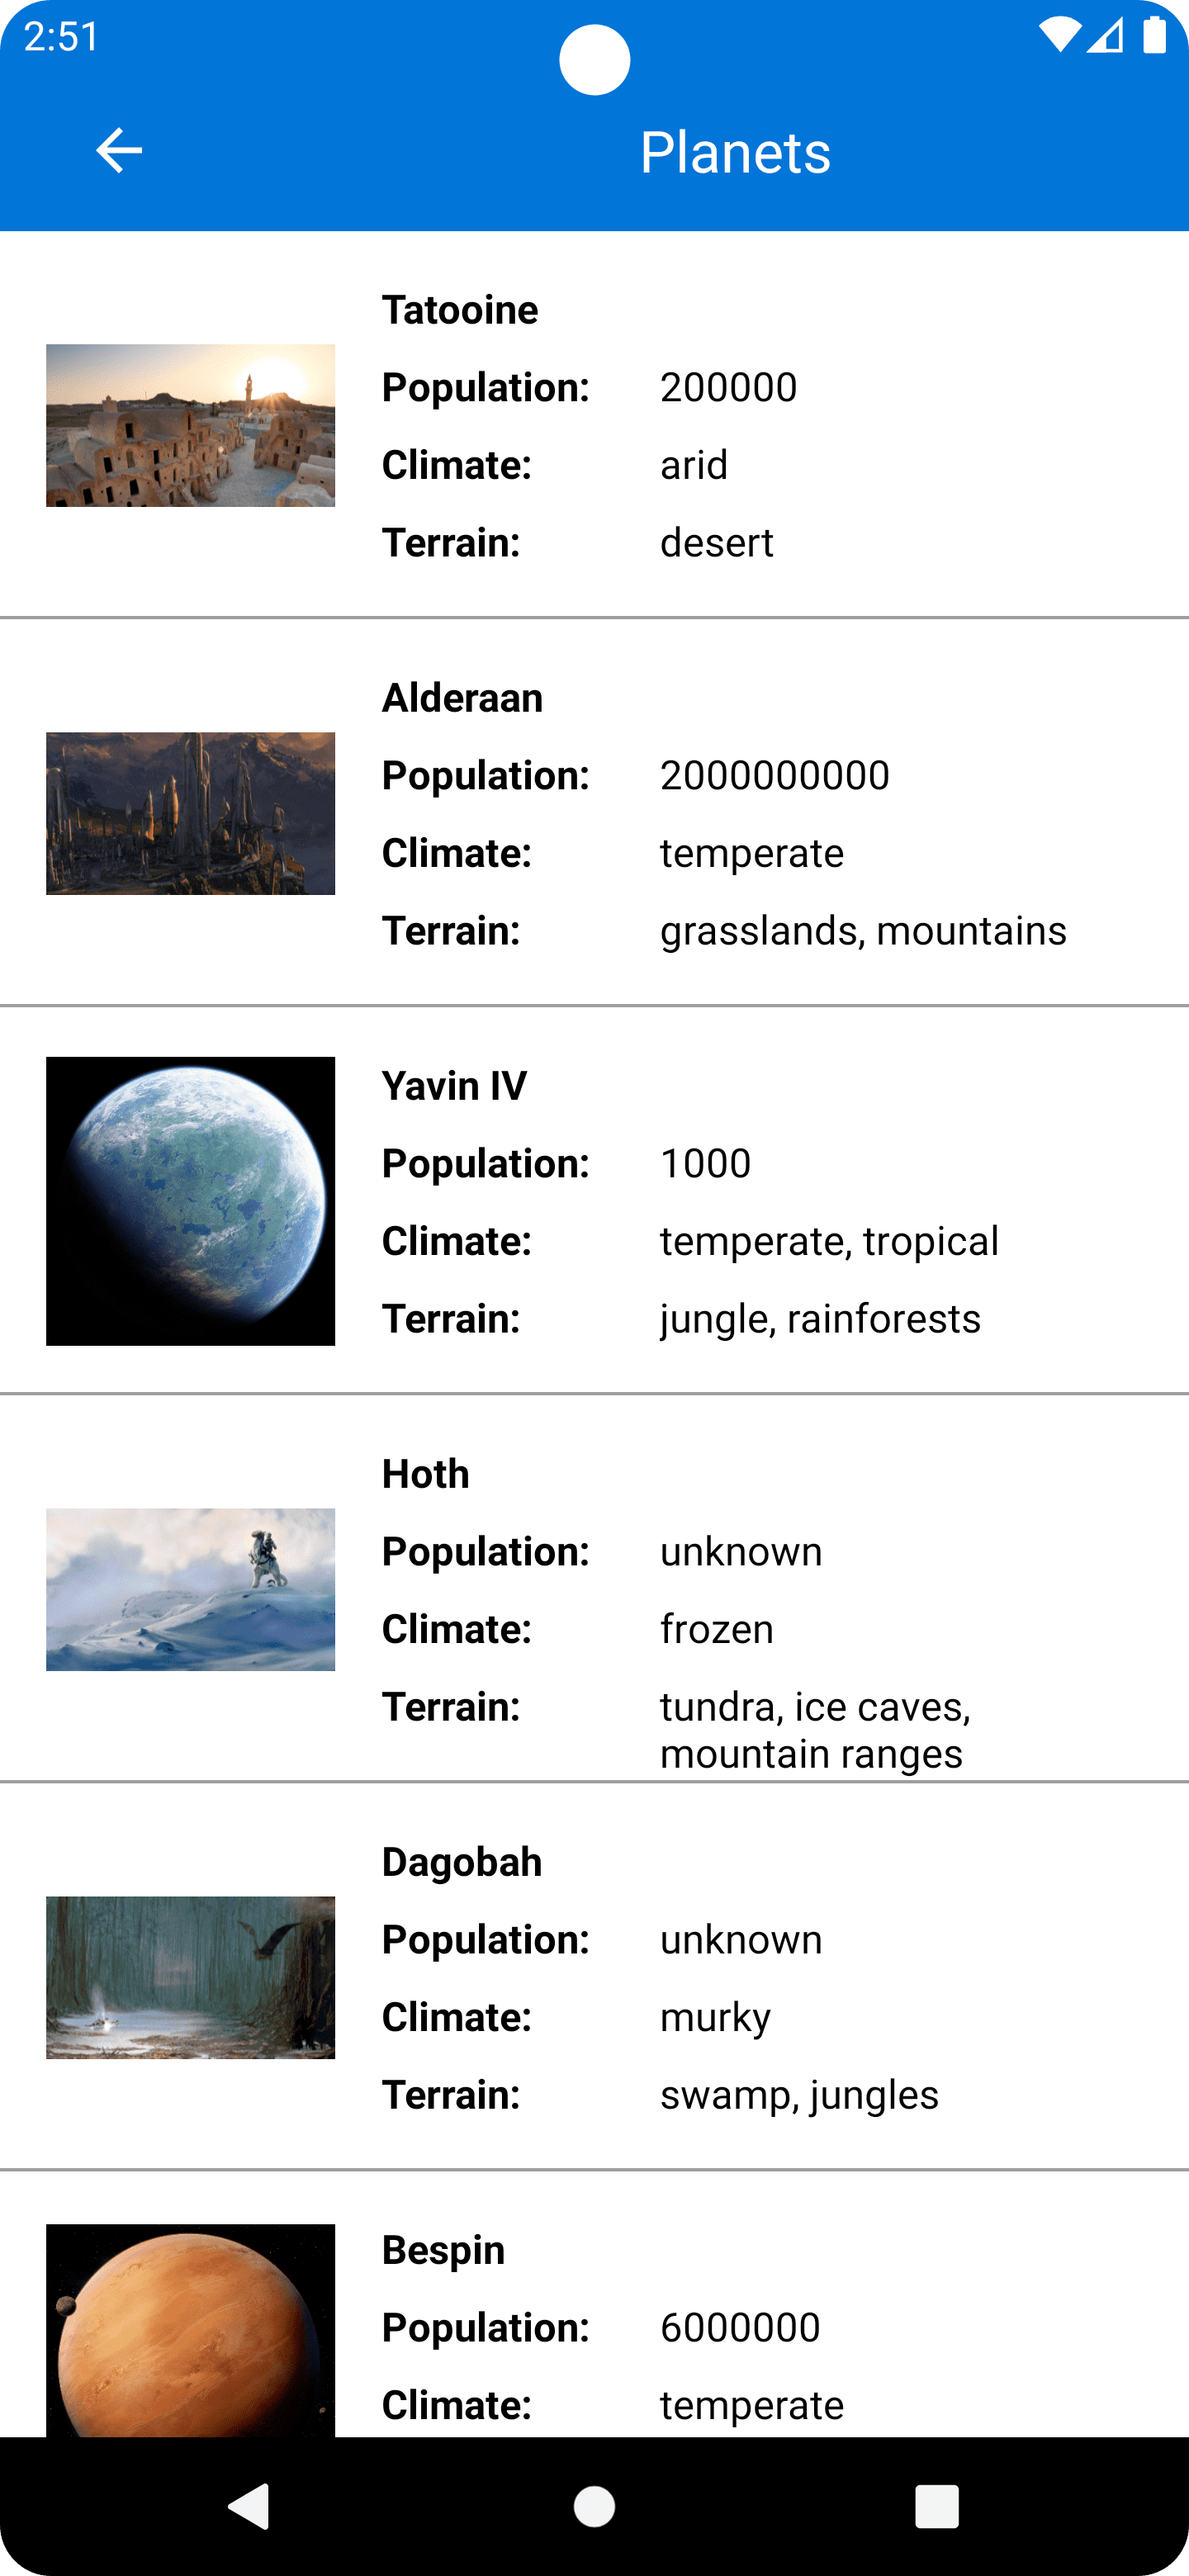 2:51
Planets
Tatooine
Population: 200000
Climate: arid
Terrain: desert
Alderaan
Population: 2000000000
Climate: temperate
Terrain: grasslands, mountains
Yavin IV
Population: 1000
Climate: temperate, tropical
Terrain: jungle, rainforests
Hoth
Population: unknown
Climate: frozen
Terrain: tundra, ice caves,
mountain ranges
Dagobah
Population: unknown
Climate: murky
Terrain: swamp, jungles
Bespin
Population: 6000000
Climate: temperate